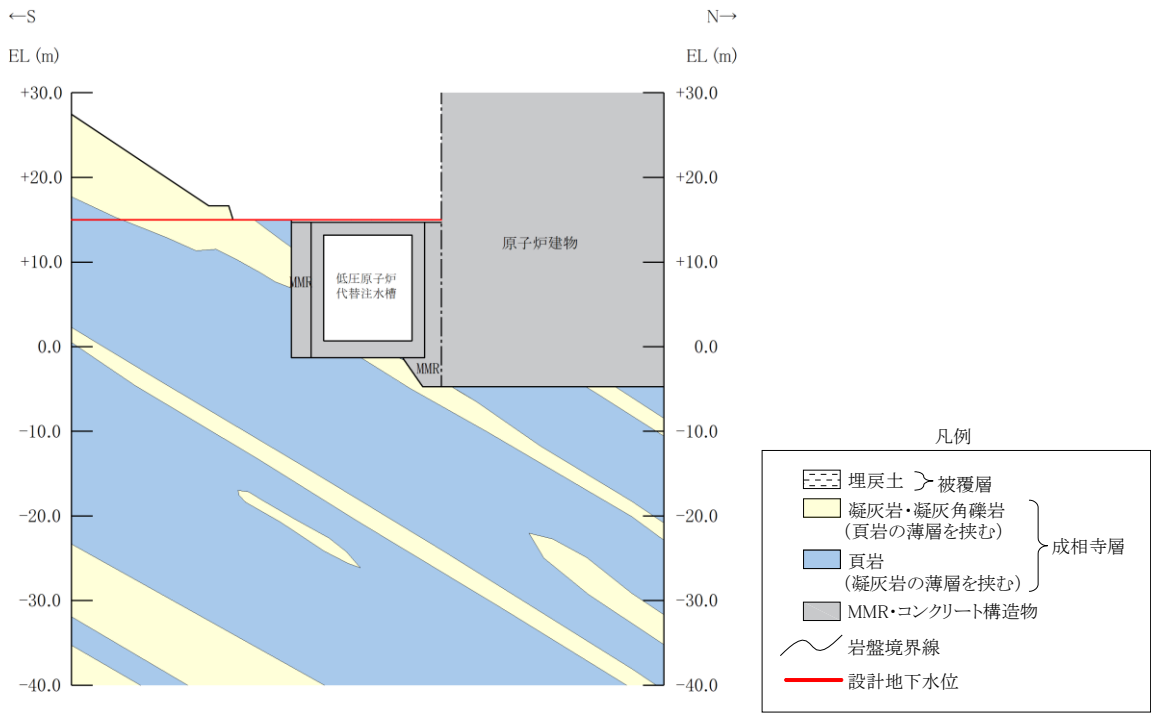 ←S
N→
EL (m)
EL (m)
+30.0
+30.0
+20.0
+20.0
原子炉建物
+10.0
+10.0
MMR
低圧原子炉
代替注水槽
0.0
0.0
MMR
−10.0
−10.0
−20.0
−20.0
−30.0
−30.0
−40.0
−40.0
凡例
埋戻土
被覆層
凝灰岩・凝灰角礫岩
(頁岩の薄層を挟む)
成相寺層
頁岩
(凝灰岩の薄層を挟む)
MMR・コンクリート構造物
岩盤境界線
設計地下水位